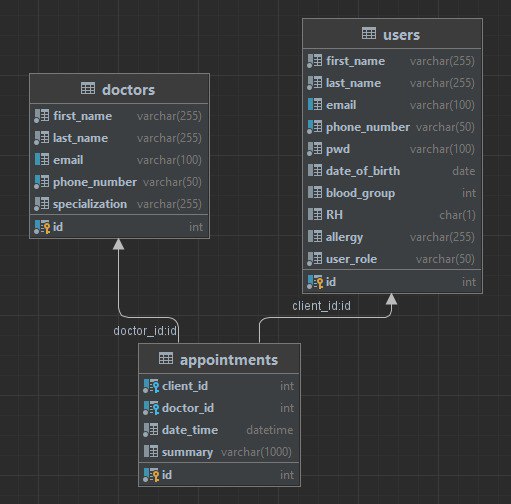 doctors
first_name varchar(255)
last_name varchar(255)
email varchar(100)
phone_number varchar(50)
specialization varchar(255)
id int
users
first_name varchar(255)
last_name varchar(255)
email varchar(100)
phone_number varchar(50)
pwd varchar(100)
date_of_birth date
blood_group int
RH char(1)
allergy varchar(255)
user_role varchar(50)
id int
client_id:id
doctor_id:id
appointments
client_id int
doctor_id int
date_time datetime
summary varchar(1000)
id int